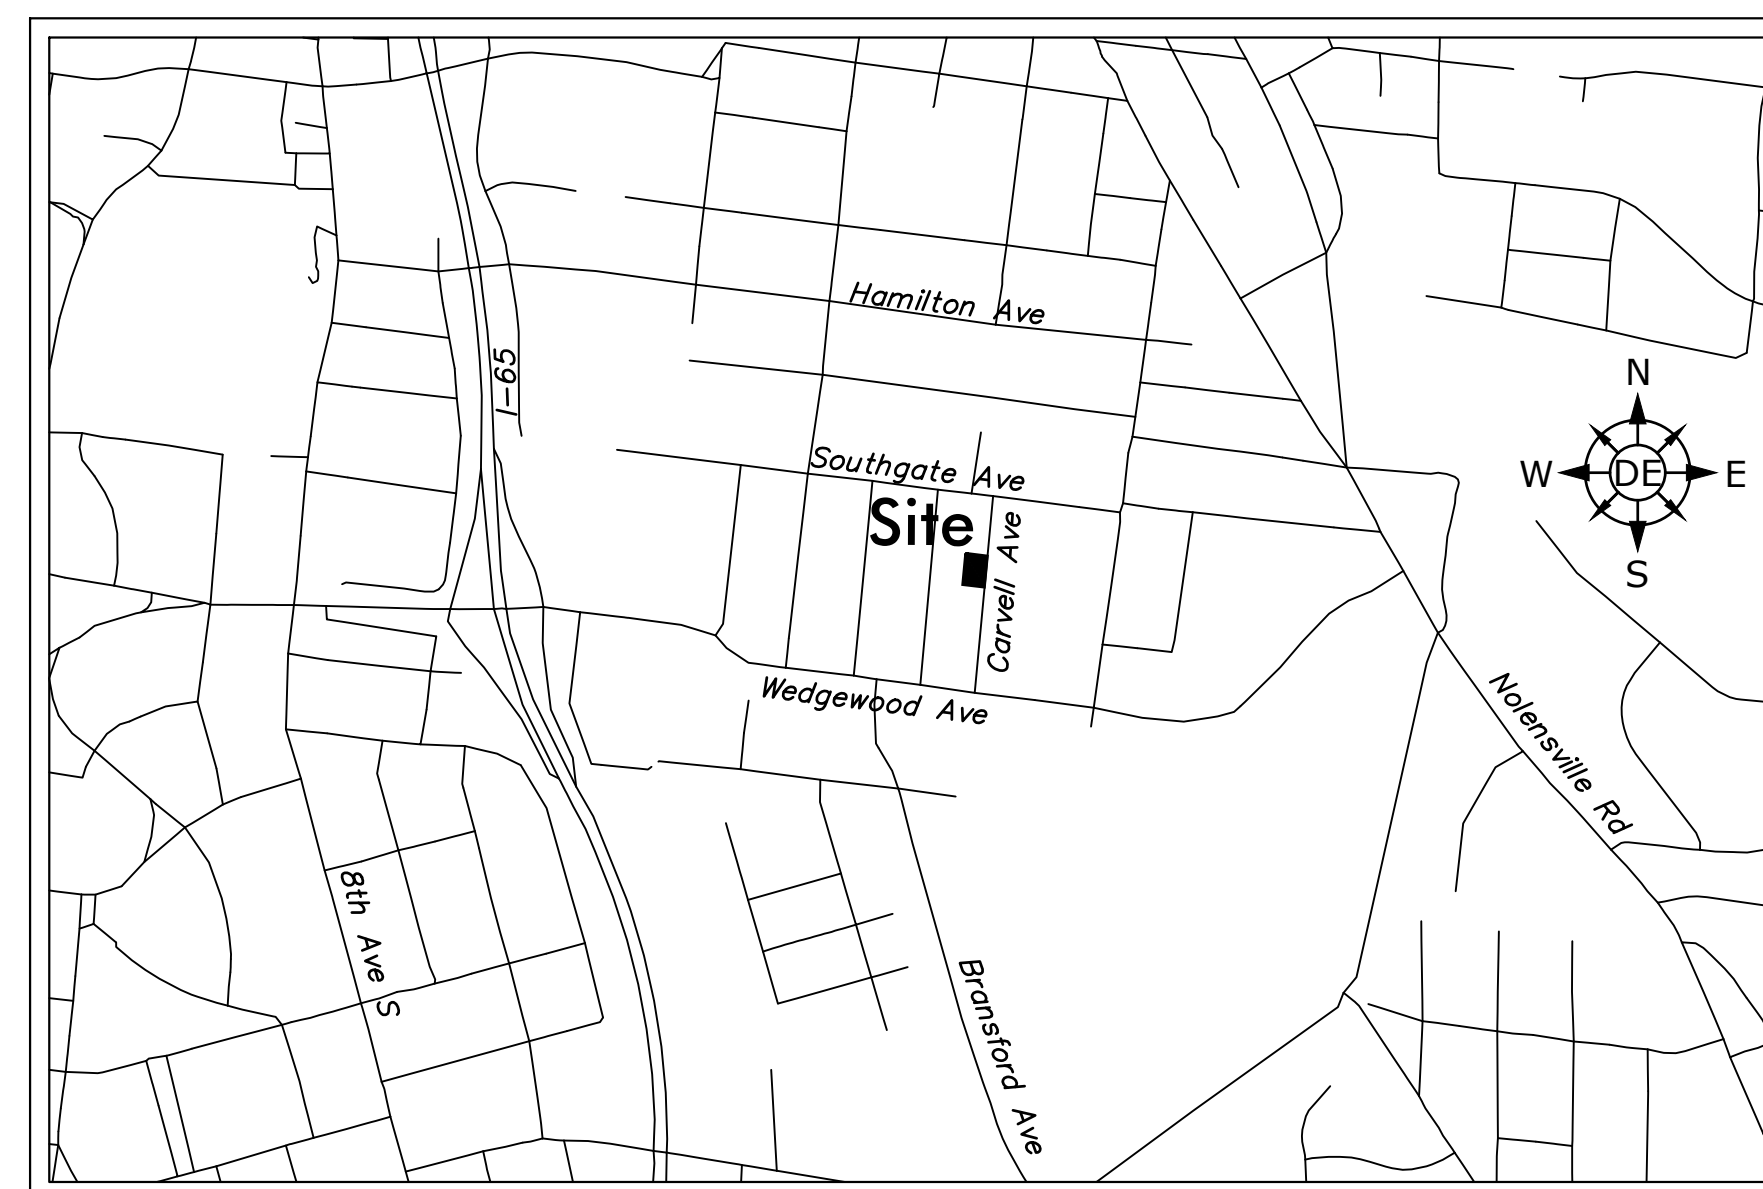 Hamilton Ave
I-65
N
Southgate Ave
W
DE
E
Site
Carvell Ave
S
Wedgewood Ave
Nolensville Rd
8th Ave S
Bransford Ave